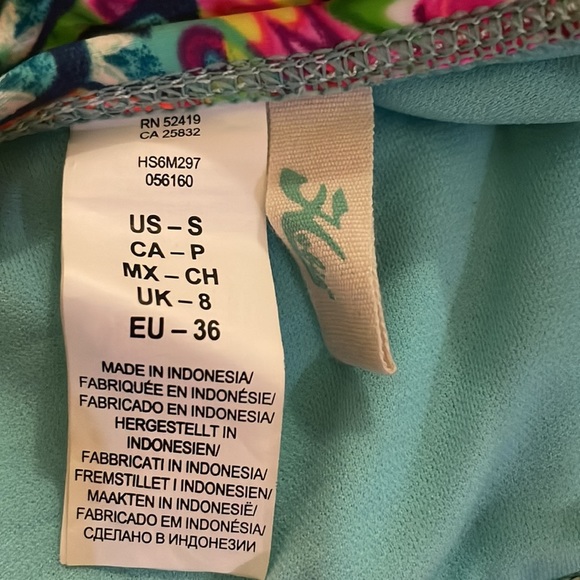 RN 52419
CA 25832
HS6M297
056160
US – S
CA – P
MX – CH
UK – 8
EU – 36
MADE IN INDONESIA/
FABRIQUÉE EN INDONÉSIE/
FABRICADO EN INDONESIA/
HERGESTELLT IN
INDONESIEN/
FABBRICATI IN INDONESIA/
FREMSTILLET I INDONESIEN/
MAAKTEN IN INDONESIË/
FABRICADO EM INDONÉSIA/
СДЕЛАНО В ИНДОНЕЗИИ